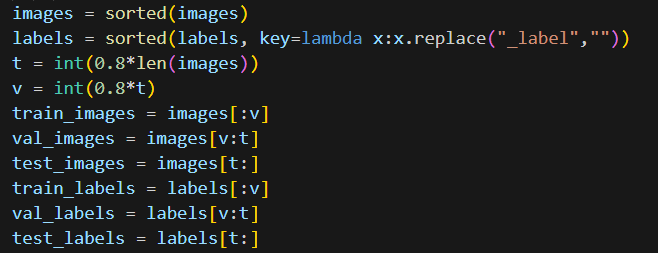 images = sorted(images)
labels = sorted(labels, key=lambda x:x.replace("_label",""))
t = int(0.8*len(images))
v = int(0.8*t)
train_images = images[:v]
val_images = images[v:t]
test_images = images[t:]
train_labels = labels[:v]
val_labels = labels[v:t]
test_labels = labels[t:]